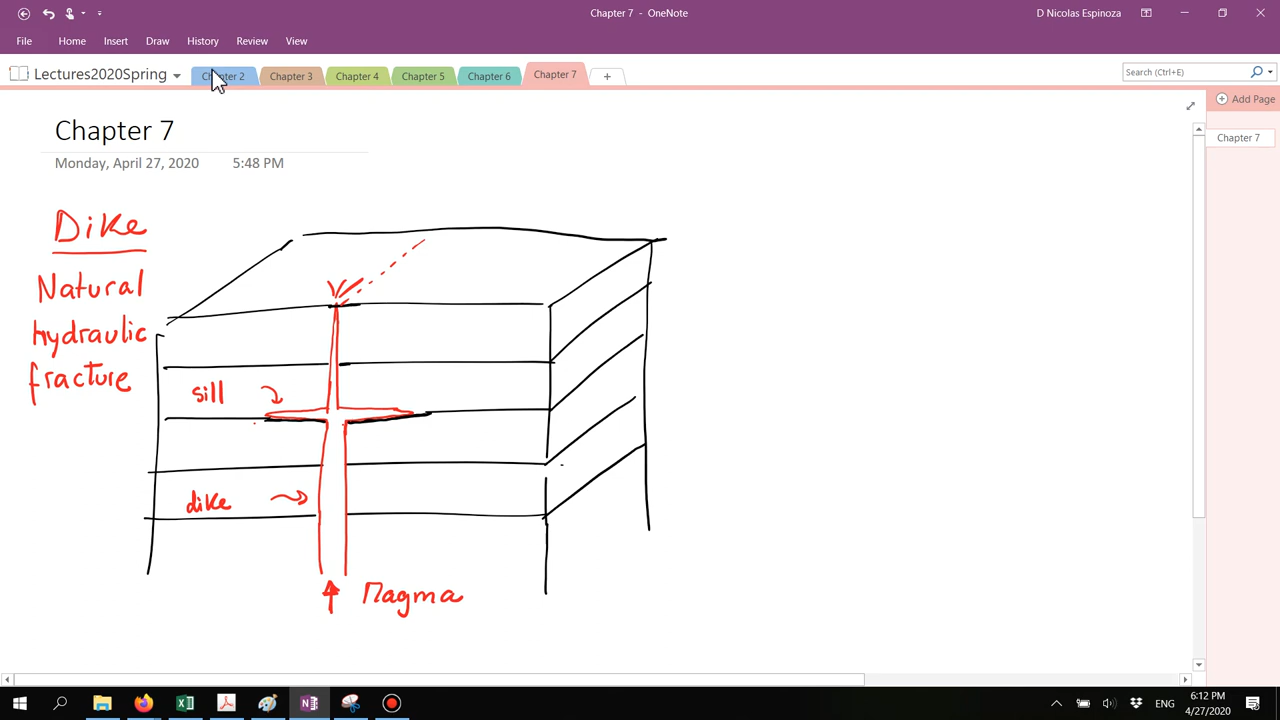 Chapter 7 - OneNote
D Nicolas Espinoza
File Home Insert Draw History Review View
Lectures2020Spring Chapter 2 Chapter 3 Chapter 4 Chapter 5 Chapter 6 Chapter 7 +
Search (Ctrl+E)
Add Page
Chapter 7
Chapter 7
Monday, April 27, 2020 5:48 PM
Dike
Natural
hydraulic
fracture
sill
dike
Magma
ENG
6:12 PM
4/27/2020